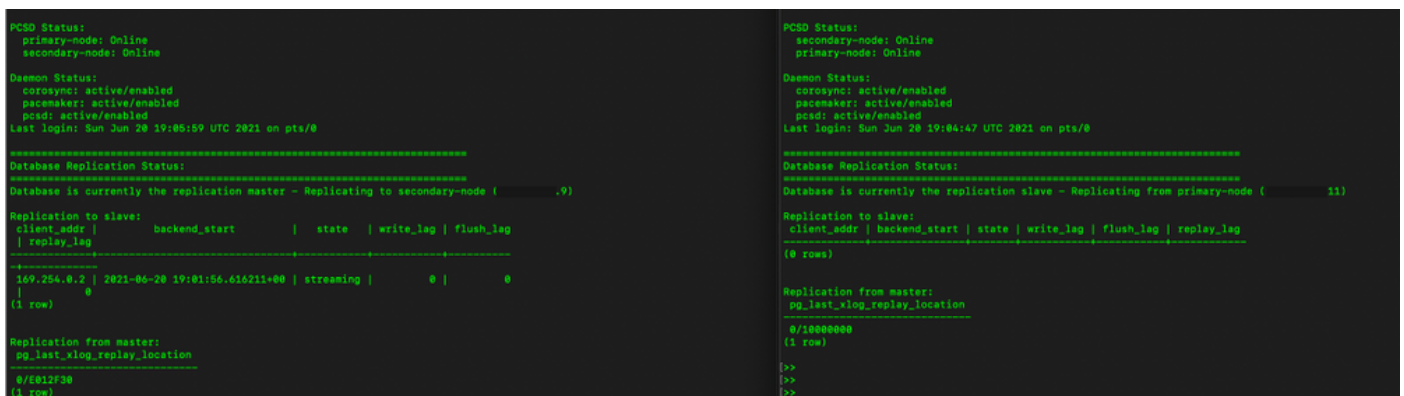 PCSD Status:
primary-node: Online
secondary-node: Online
Daemon Status:
corosync: active/enabled
pacemaker: active/enabled
pcsd: active/enabled
Last login: Sun Jun 20 19:05:59 UTC 2021 on pts/0
======================================================================
Database Replication Status:
======================================================================
Database is currently the replication master – Replicating to secondary-node ( .9)
Replication to slave:
client_addr | backend_start | state | write_lag | flush_lag
| replay_lag
-------------+-------------------------------+-----------+-----------+----------
-+------------
169.254.0.2 | 2021-06-20 19:01:56.616211+00 | streaming | 0 | 0
| 0
(1 row)
Replication from master:
pg_last_xlog_replay_location
------------------------------
0/E012F30
(1 row)
PCSD Status:
secondary-node: Online
primary-node: Online
Daemon Status:
corosync: active/enabled
pacemaker: active/enabled
pcsd: active/enabled
Last login: Sun Jun 20 19:04:47 UTC 2021 on pts/0
======================================================================
Database Replication Status:
======================================================================
Database is currently the replication slave – Replicating from primary-node ( 11)
Replication to slave:
client_addr | backend_start | state | write_lag | flush_lag | replay_lag
-------------+---------------+-------+-----------+-----------+------------
(0 rows)
Replication from master:
pg_last_xlog_replay_location
------------------------------
0/10000000
(1 row)
[>>
[>>
[>>